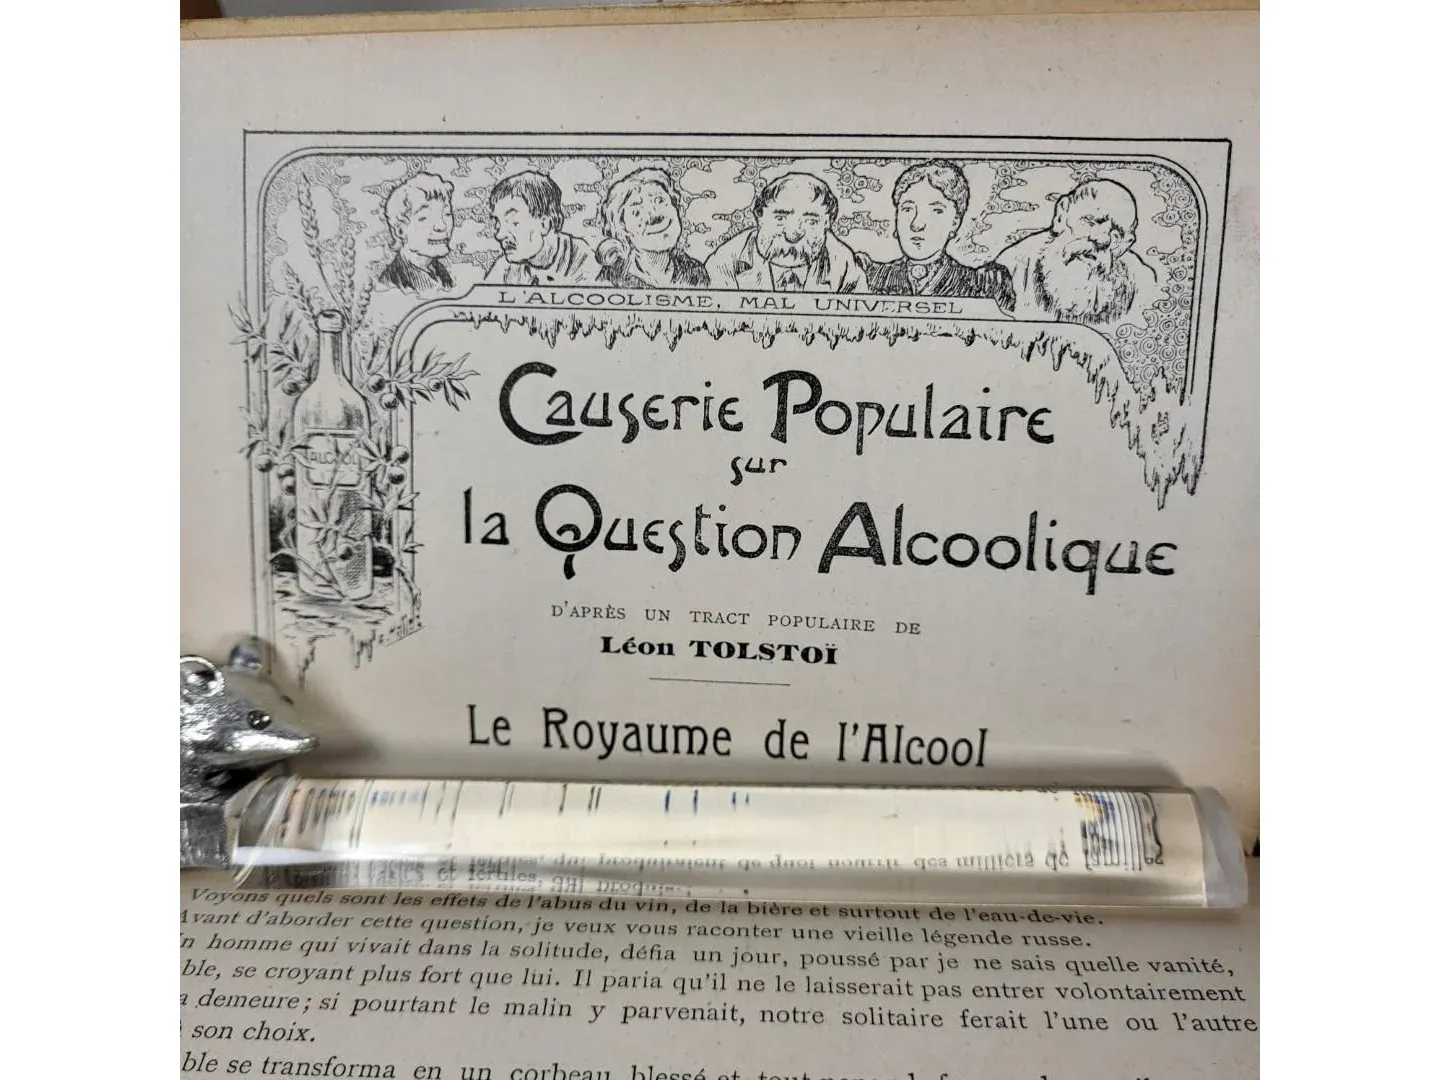 L'ALCOOLISME, MAL UNIVERSEL
ALCOOL
Causerie Populaire
sur
la Question Alcoolique
D'APRÈS UN TRACT POPULAIRE DE
Léon TOLSTOÏ
Le Royaume de l'Alcool
et fertiles, qui
Voyons quels sont les effets de l'abus du vin, de la bière et surtout de l'eau-de-vie.
Avant d'aborder cette question, je veux vous raconter une vieille légende russe.
n homme qui vivait dans la solitude, défia un jour, poussé par je ne sais quelle vanité,
ble, se croyant plus fort que lui. Il paria qu'il ne le laisserait pas entrer volontairement
a demeure; si pourtant le malin y parvenait, notre solitaire ferait l'une ou l'autre
son choix.
ble se transforma en un corbeau blessé et